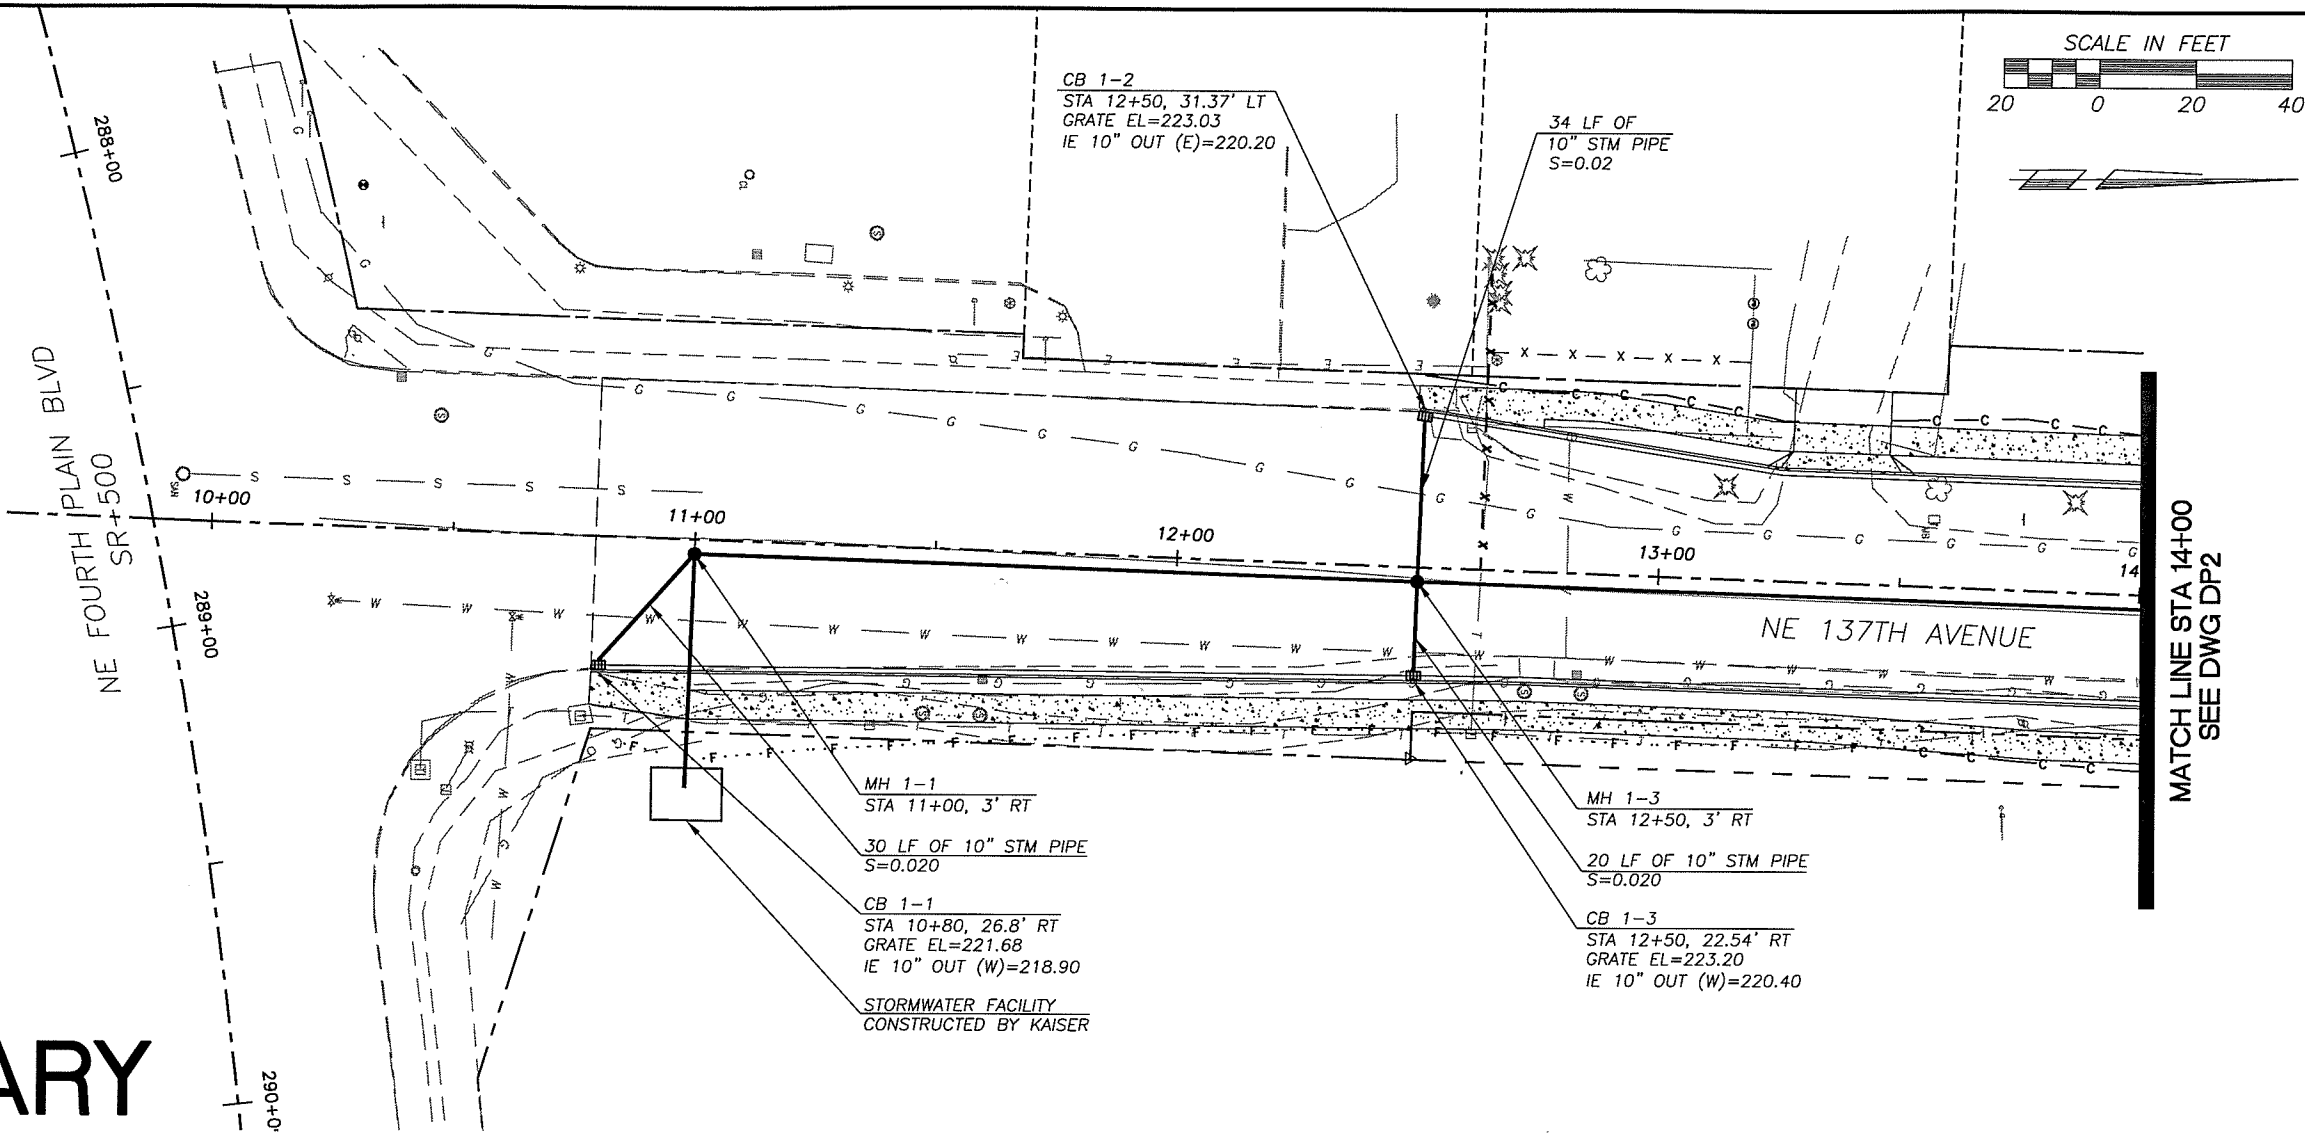 SCALE IN FEET
20 0 20 40
CB 1-2
STA 12+50, 31.37' LT
GRATE EL=223.03
IE 10" OUT (E)=220.20
34 LF OF
10" STM PIPE
S=0.02
288+00
289+00
NE FOURTH PLAIN BLVD
SR+500
SAN
10+00
11+00
12+00
13+00
14
NE 137TH AVENUE
MATCH LINE STA 14+00
SEE DWG DP2
MH 1-1
STA 11+00, 3' RT
30 LF OF 10" STM PIPE
S=0.020
CB 1-1
STA 10+80, 26.8' RT
GRATE EL=221.68
IE 10" OUT (W)=218.90
STORMWATER FACILITY
CONSTRUCTED BY KAISER
MH 1-3
STA 12+50, 3' RT
20 LF OF 10" STM PIPE
S=0.020
CB 1-3
STA 12+50, 22.54' RT
GRATE EL=223.20
IE 10" OUT (W)=220.40
290+0
ARY